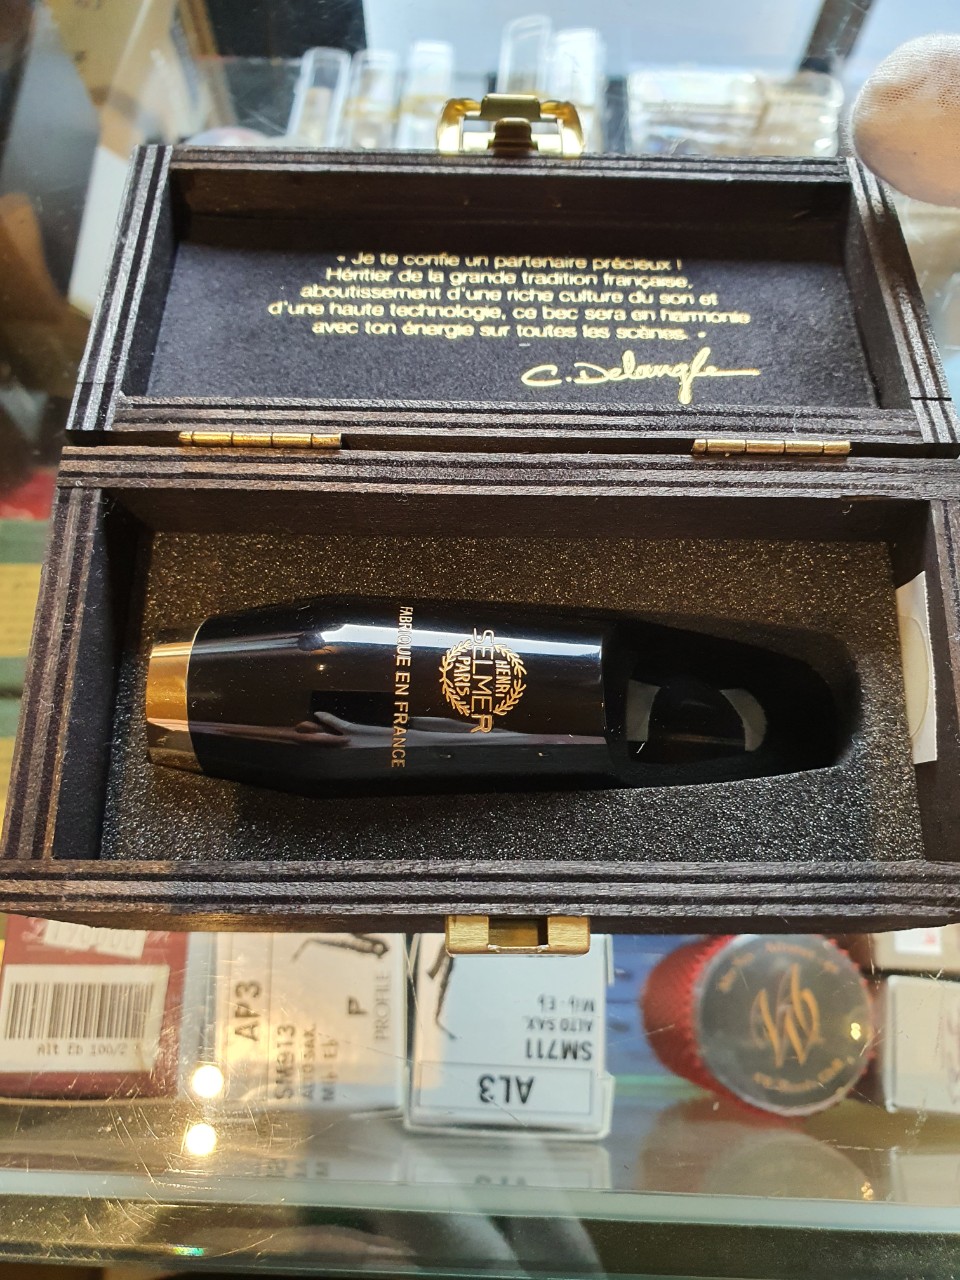 « Je te confie un partenaire précieux !
Héritier de la grande tradition française,
aboutissement d'une riche culture du son et
d'une haute technologie, ce bec sera en harmonie
avec ton énergie sur toutes les scènes. »
C. Delangle
HENRI
SELMER
PARIS
FABRIQUE EN FRANCE
AP3
SM813
ALTO SAX.
P
PROFILE
AL3
SM711
ALTO SAX.